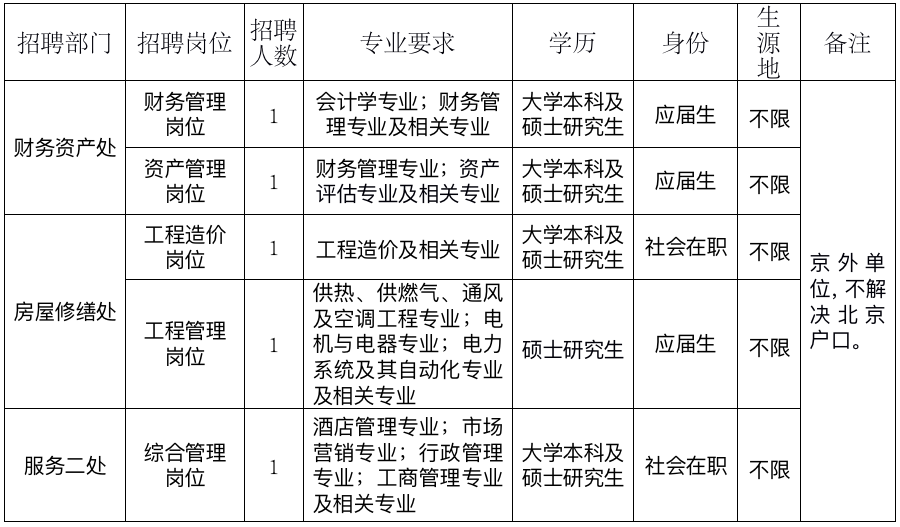 招聘部门 招聘岗位 招聘人数 专业要求 学历 身份 生源地 备注
财务资产处
财务管理
岗位
1
会计学专业；财务管
理专业及相关专业
大学本科及
硕士研究生
应届生
不限
资产管理
岗位
1
财务管理专业；资产
评估专业及相关专业
大学本科及
硕士研究生
应届生
不限
房屋修缮处
工程造价
岗位
1
工程造价及相关专业
大学本科及
硕士研究生
社会在职
不限
工程管理
岗位
1
供热、供燃气、通风
及空调工程专业；电
机与电器专业；电力
系统及其自动化专业
及相关专业
硕士研究生
应届生
不限
服务二处
综合管理
岗位
1
酒店管理专业；市场
营销专业；行政管理
专业；工商管理专业
及相关专业
大学本科及
硕士研究生
社会在职
不限
京外单
位，不解
决北京
户口。